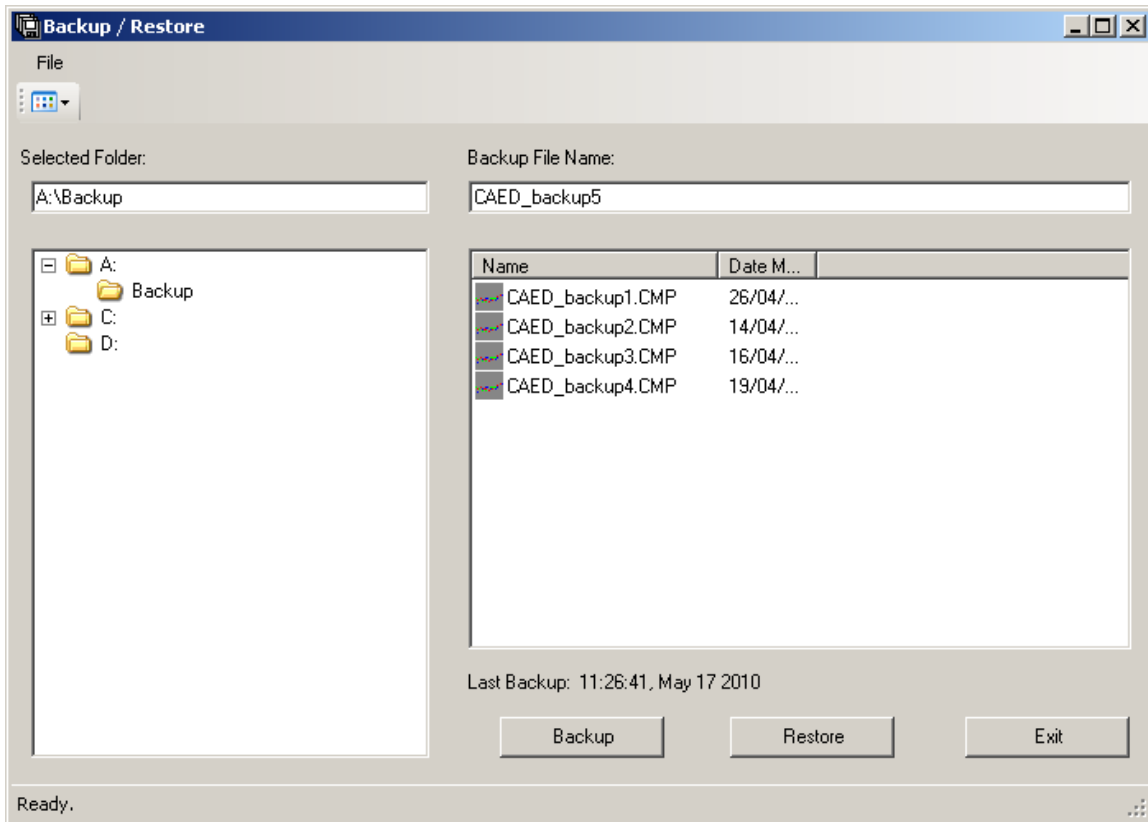 Backup / Restore
File
Selected Folder:
Backup File Name:
A:\Backup
CAED_backup5
A:
Backup
C:
D:
Name Date M...
CAED_backup1.CMP 26/04/...
CAED_backup2.CMP 14/04/...
CAED_backup3.CMP 16/04/...
CAED_backup4.CMP 19/04/...
Last Backup: 11:26:41, May 17 2010
Backup Restore Exit
Ready.